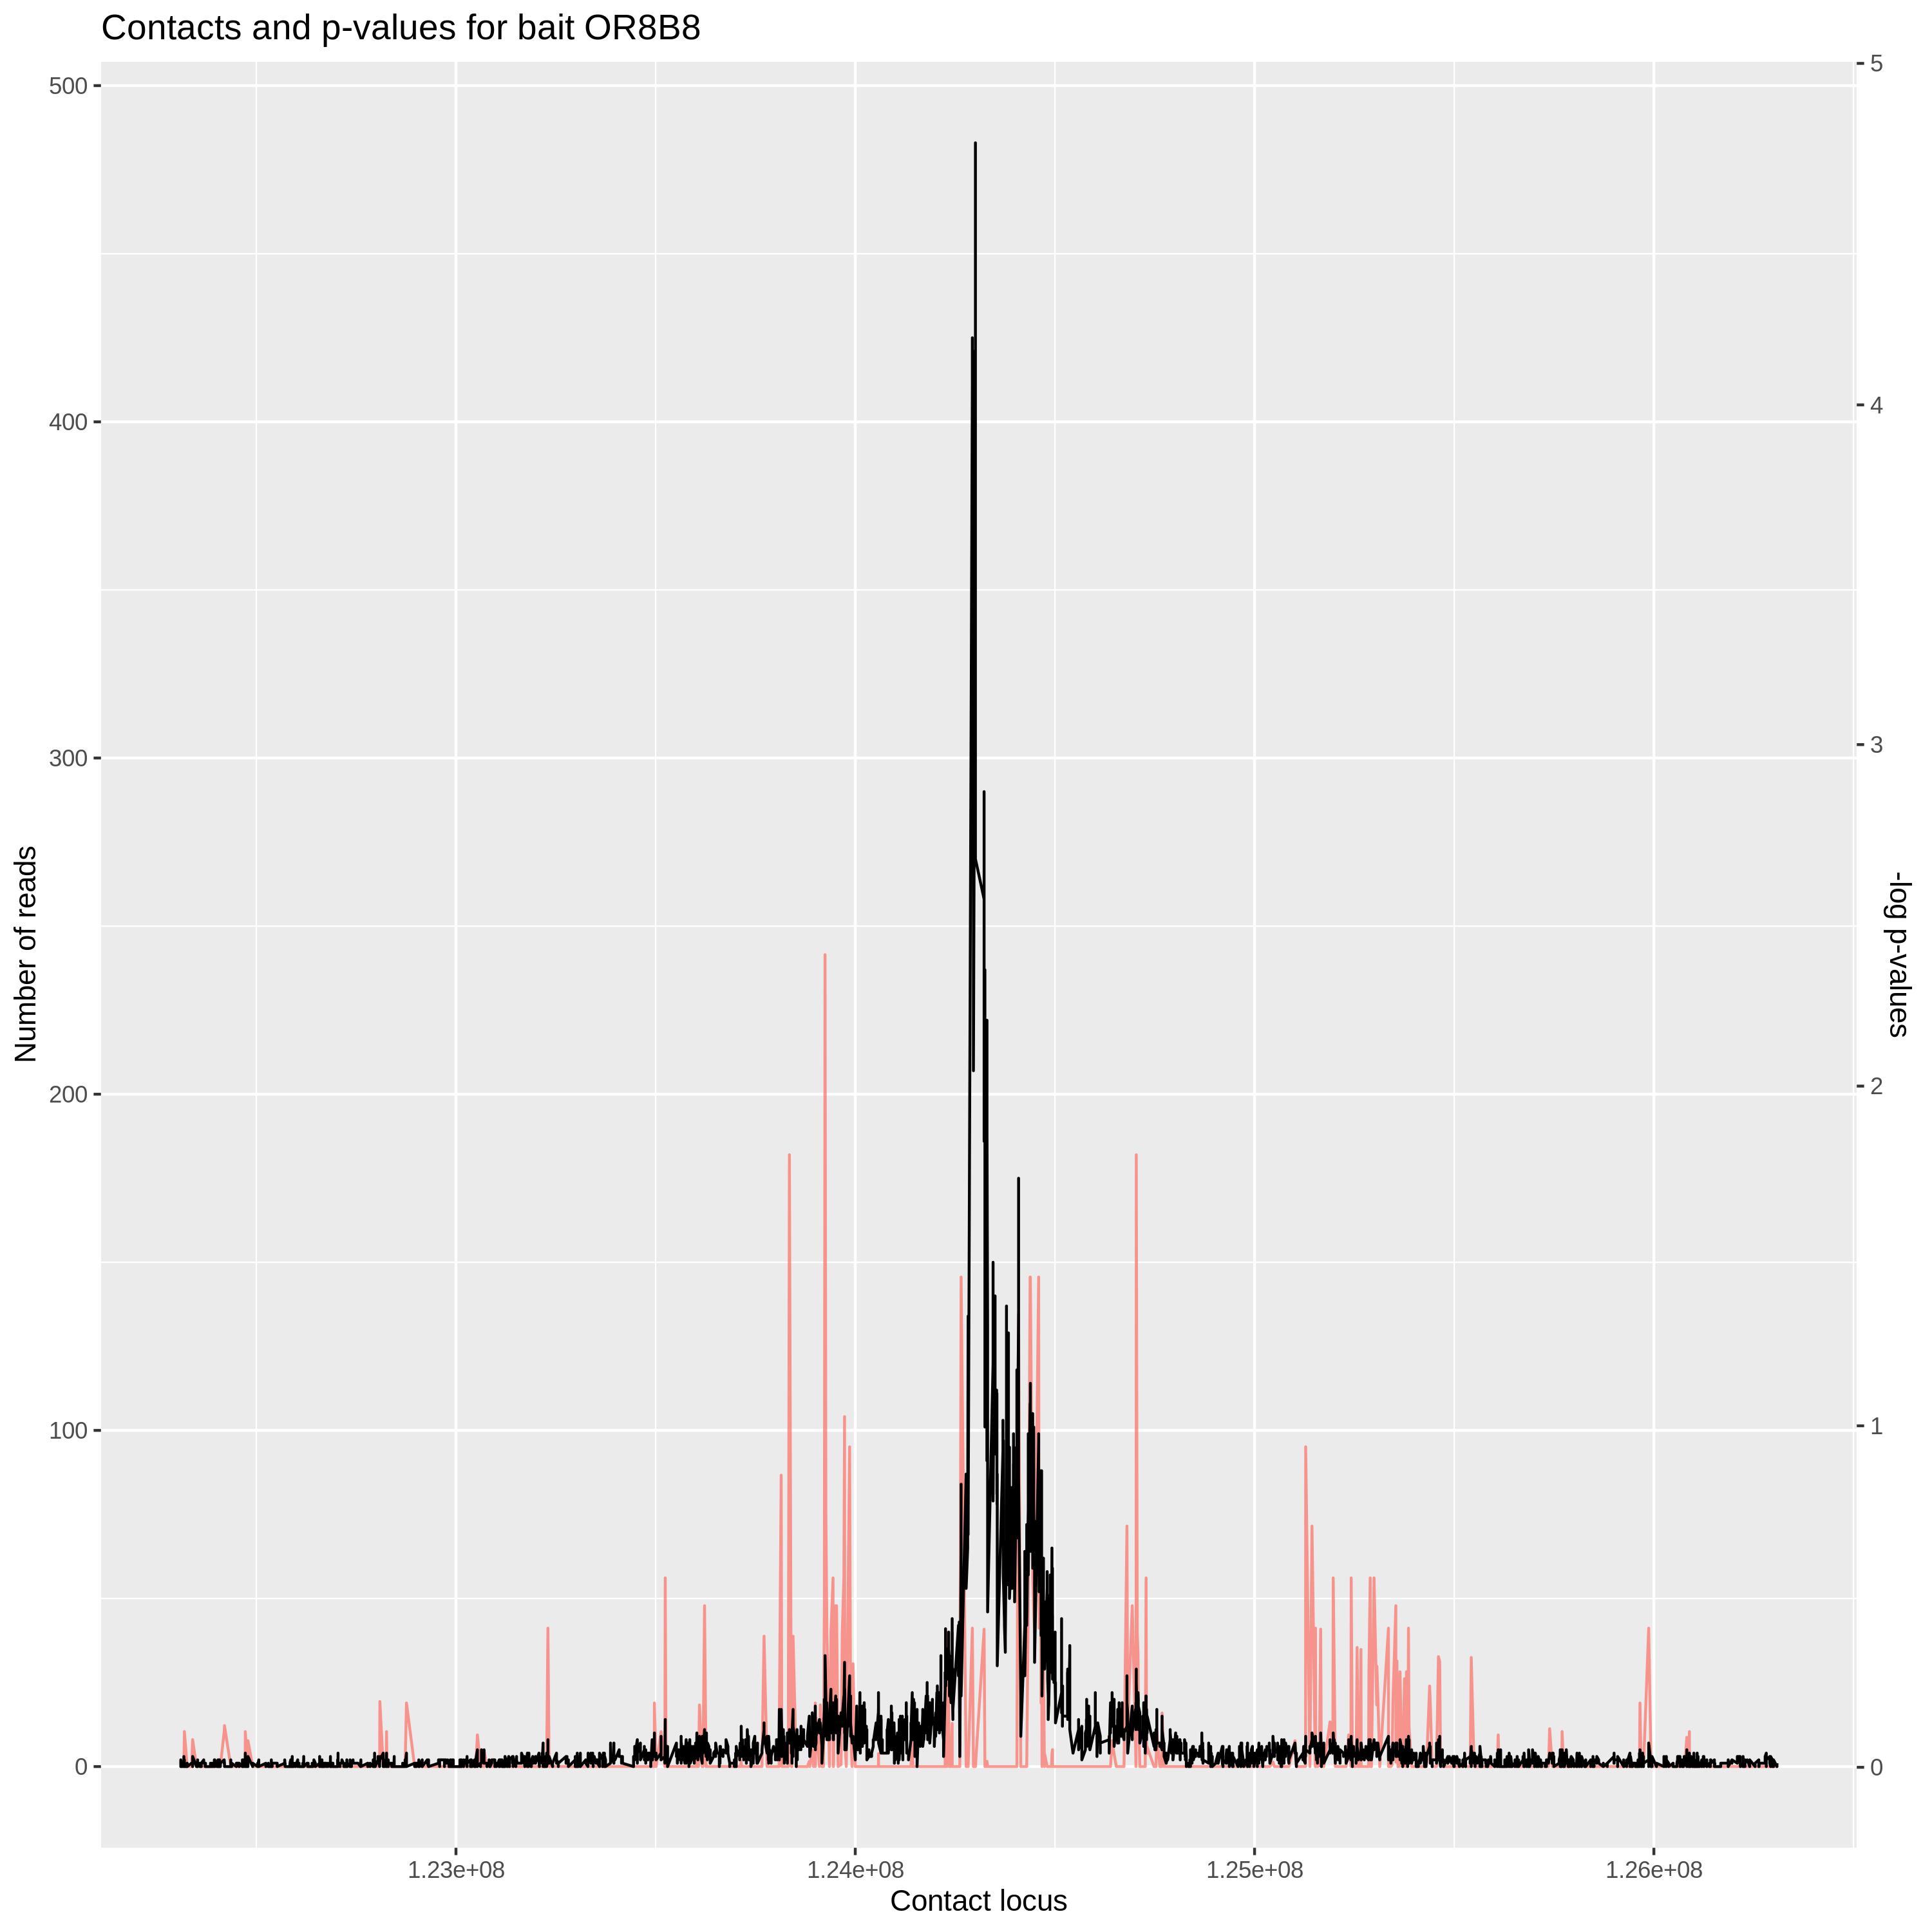 Contacts and p-values for bait OR8B8
500
400
300
200
100
0
Number of reads
5
4
3
2
1
0
-log p-values
1.23e+08
1.24e+08
1.25e+08
1.26e+08
Contact locus